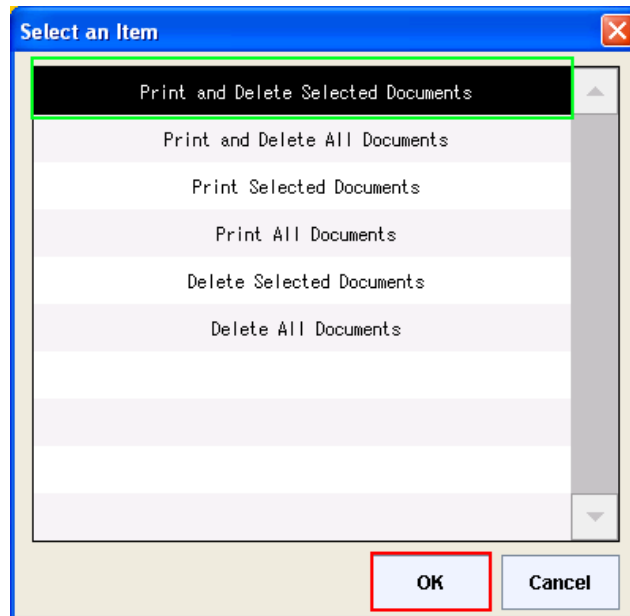 Select an Item
Print and Delete Selected Documents
Print and Delete All Documents
Print Selected Documents
Print All Documents
Delete Selected Documents
Delete All Documents
OK
Cancel